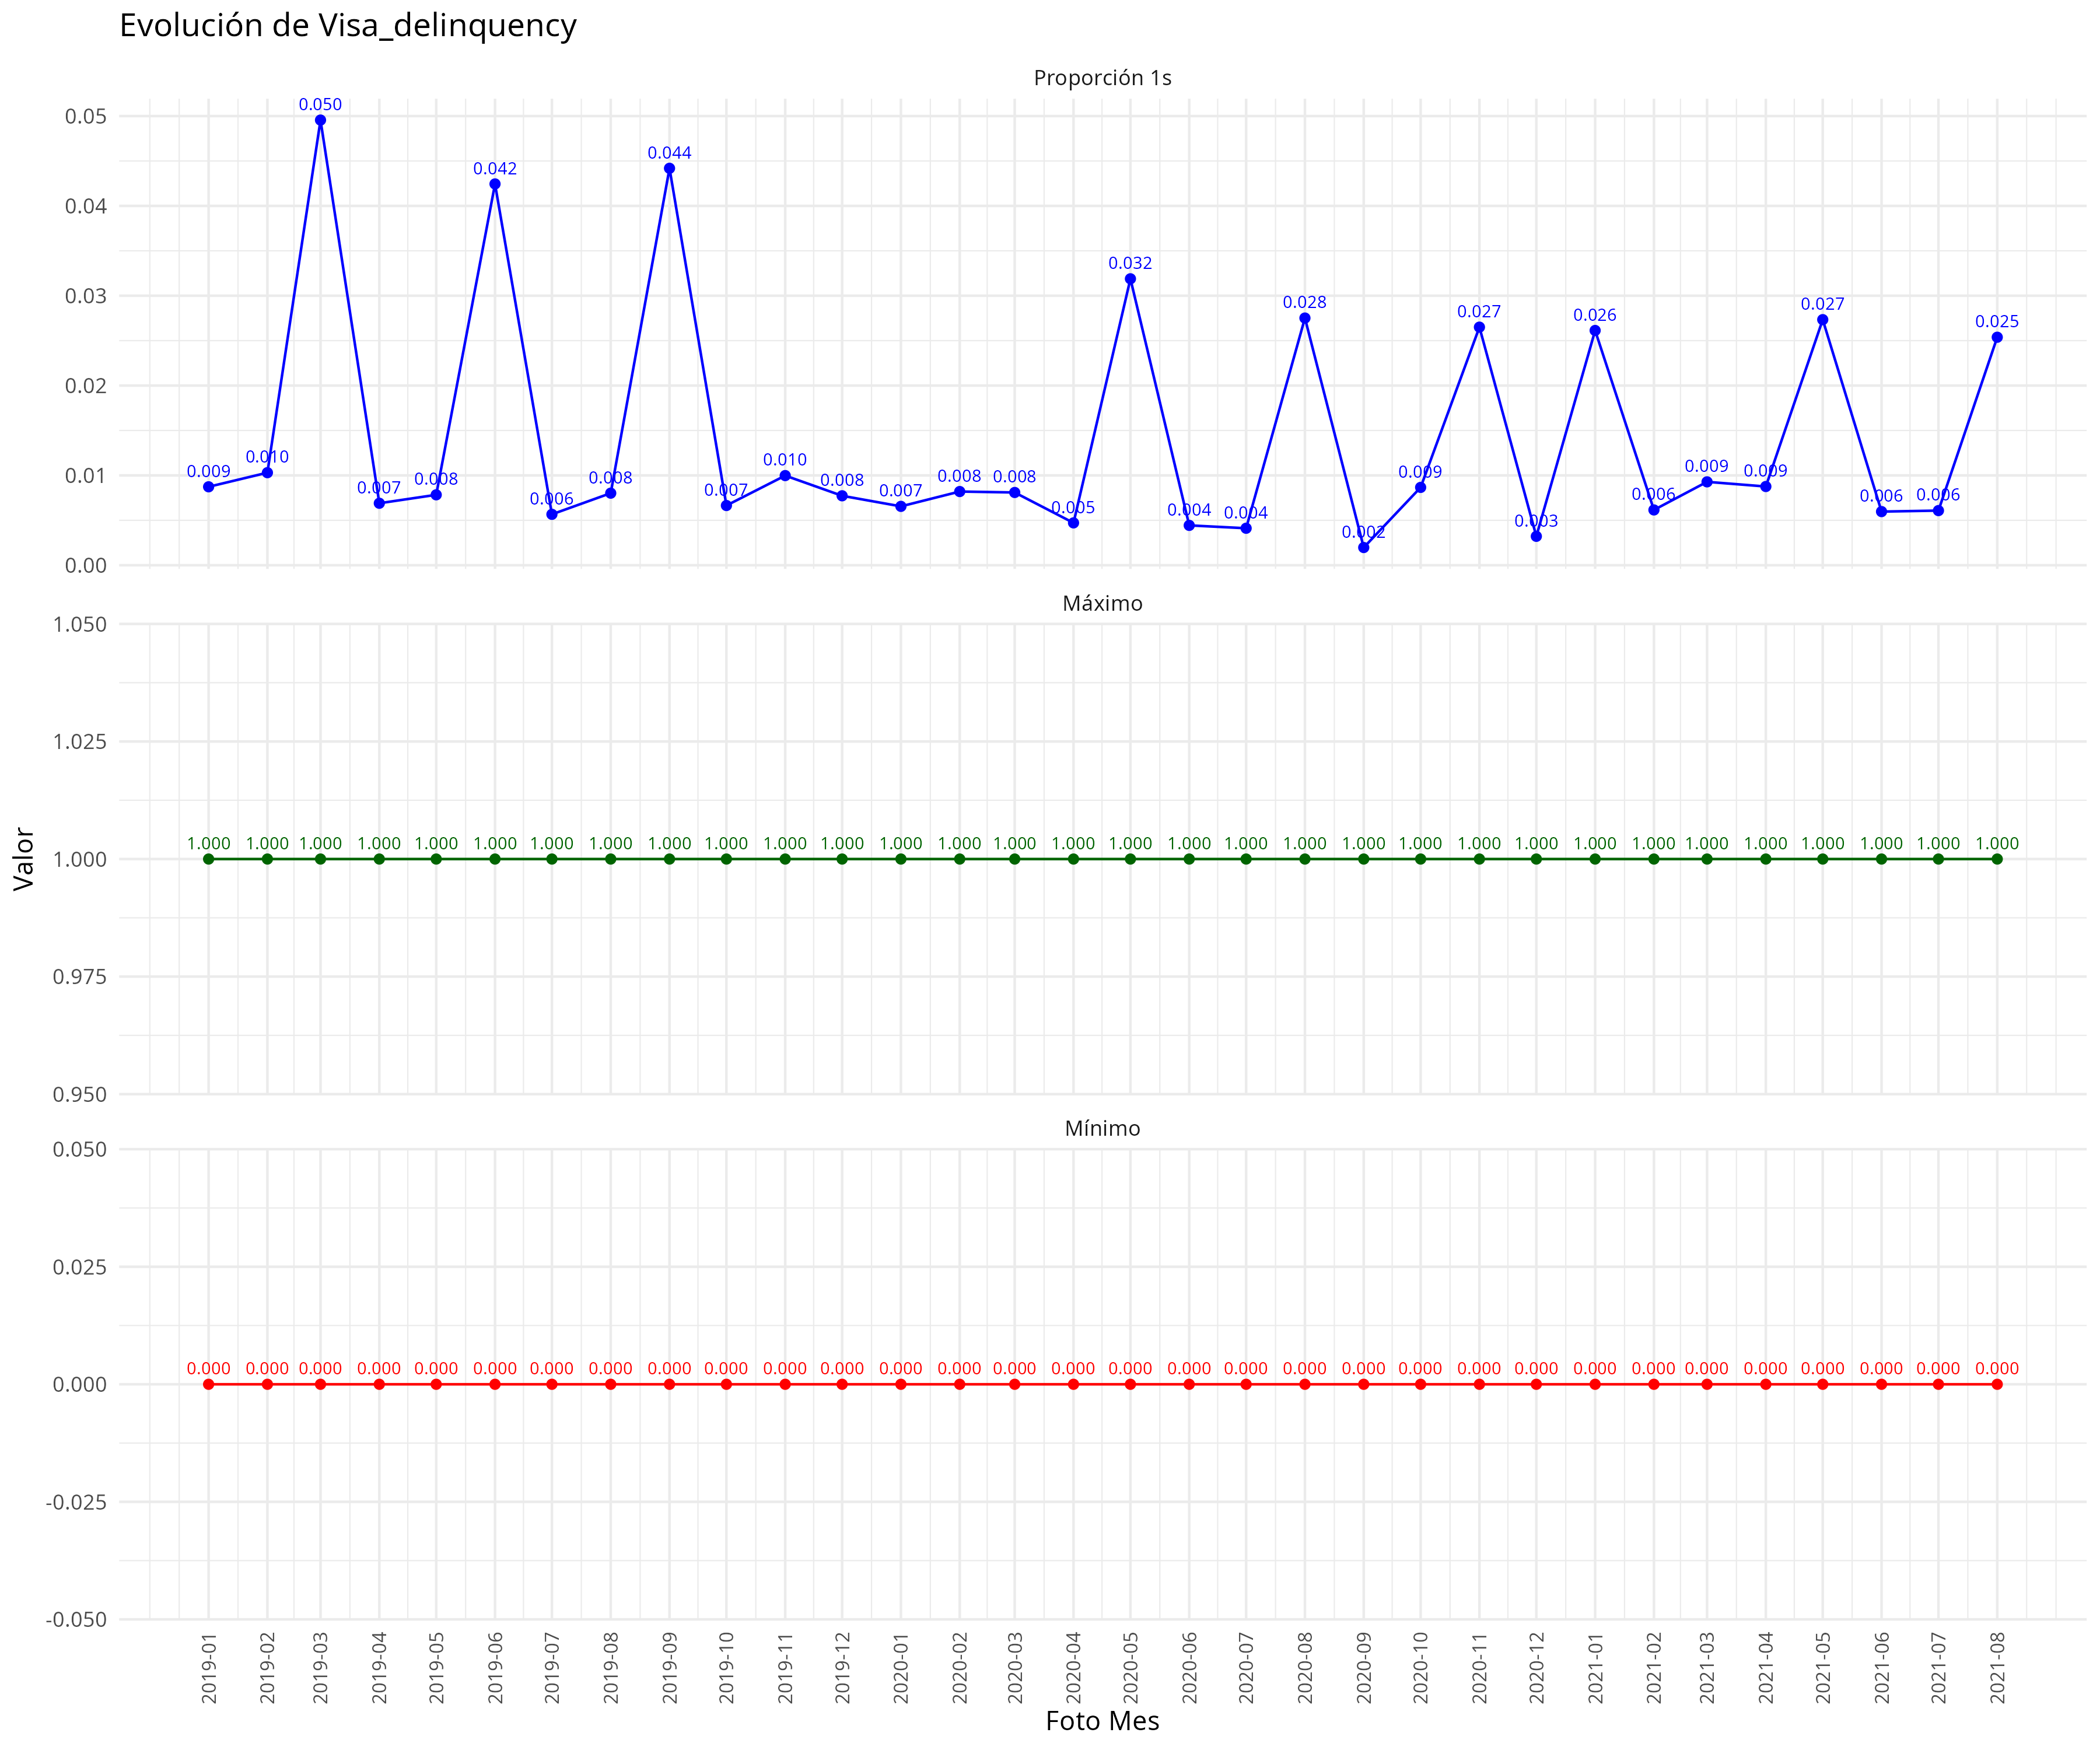 Evolución de Visa_delinquency
Proporción 1s
0.05
0.04
0.03
0.02
0.01
0.00
0.009 0.010 0.050 0.007 0.008 0.042 0.006 0.008 0.044 0.007 0.010 0.008 0.007 0.008 0.008 0.005 0.032 0.004 0.004 0.028 0.002 0.009 0.027 0.003 0.026 0.006 0.009 0.009 0.027 0.006 0.006 0.025
Máximo
1.050
1.025
1.000
0.975
0.950
1.000 1.000 1.000 1.000 1.000 1.000 1.000 1.000 1.000 1.000 1.000 1.000 1.000 1.000 1.000 1.000 1.000 1.000 1.000 1.000 1.000 1.000 1.000 1.000 1.000 1.000 1.000 1.000 1.000 1.000 1.000 1.000
Valor
Mínimo
0.050
0.025
0.000
-0.025
-0.050
0.000 0.000 0.000 0.000 0.000 0.000 0.000 0.000 0.000 0.000 0.000 0.000 0.000 0.000 0.000 0.000 0.000 0.000 0.000 0.000 0.000 0.000 0.000 0.000 0.000 0.000 0.000 0.000 0.000 0.000 0.000 0.000
2019-01 2019-02 2019-03 2019-04 2019-05 2019-06 2019-07 2019-08 2019-09 2019-10 2019-11 2019-12 2020-01 2020-02 2020-03 2020-04 2020-05 2020-06 2020-07 2020-08 2020-09 2020-10 2020-11 2020-12 2021-01 2021-02 2021-03 2021-04 2021-05 2021-06 2021-07 2021-08
Foto Mes